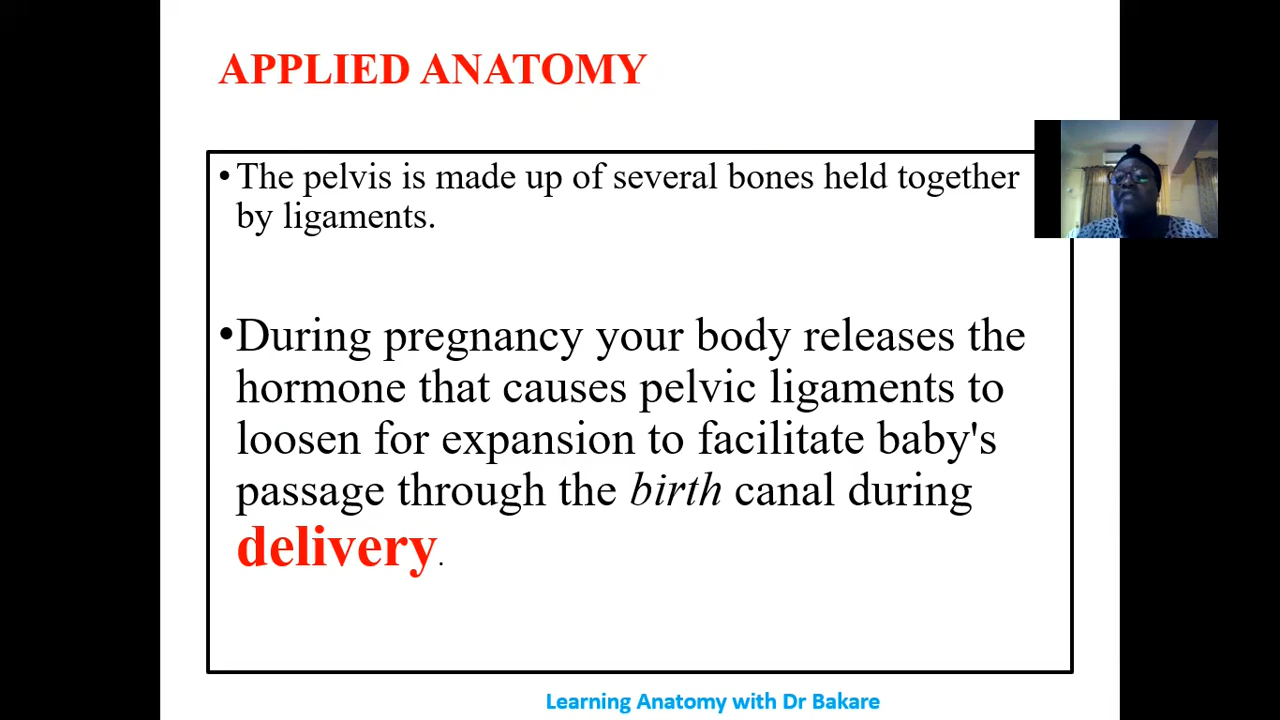 APPLIED ANATOMY
• The pelvis is made up of several bones held together
by ligaments.
•During pregnancy your body releases the
hormone that causes pelvic ligaments to
loosen for expansion to facilitate baby's
passage through the birth canal during
delivery.
Learning Anatomy with Dr Bakare